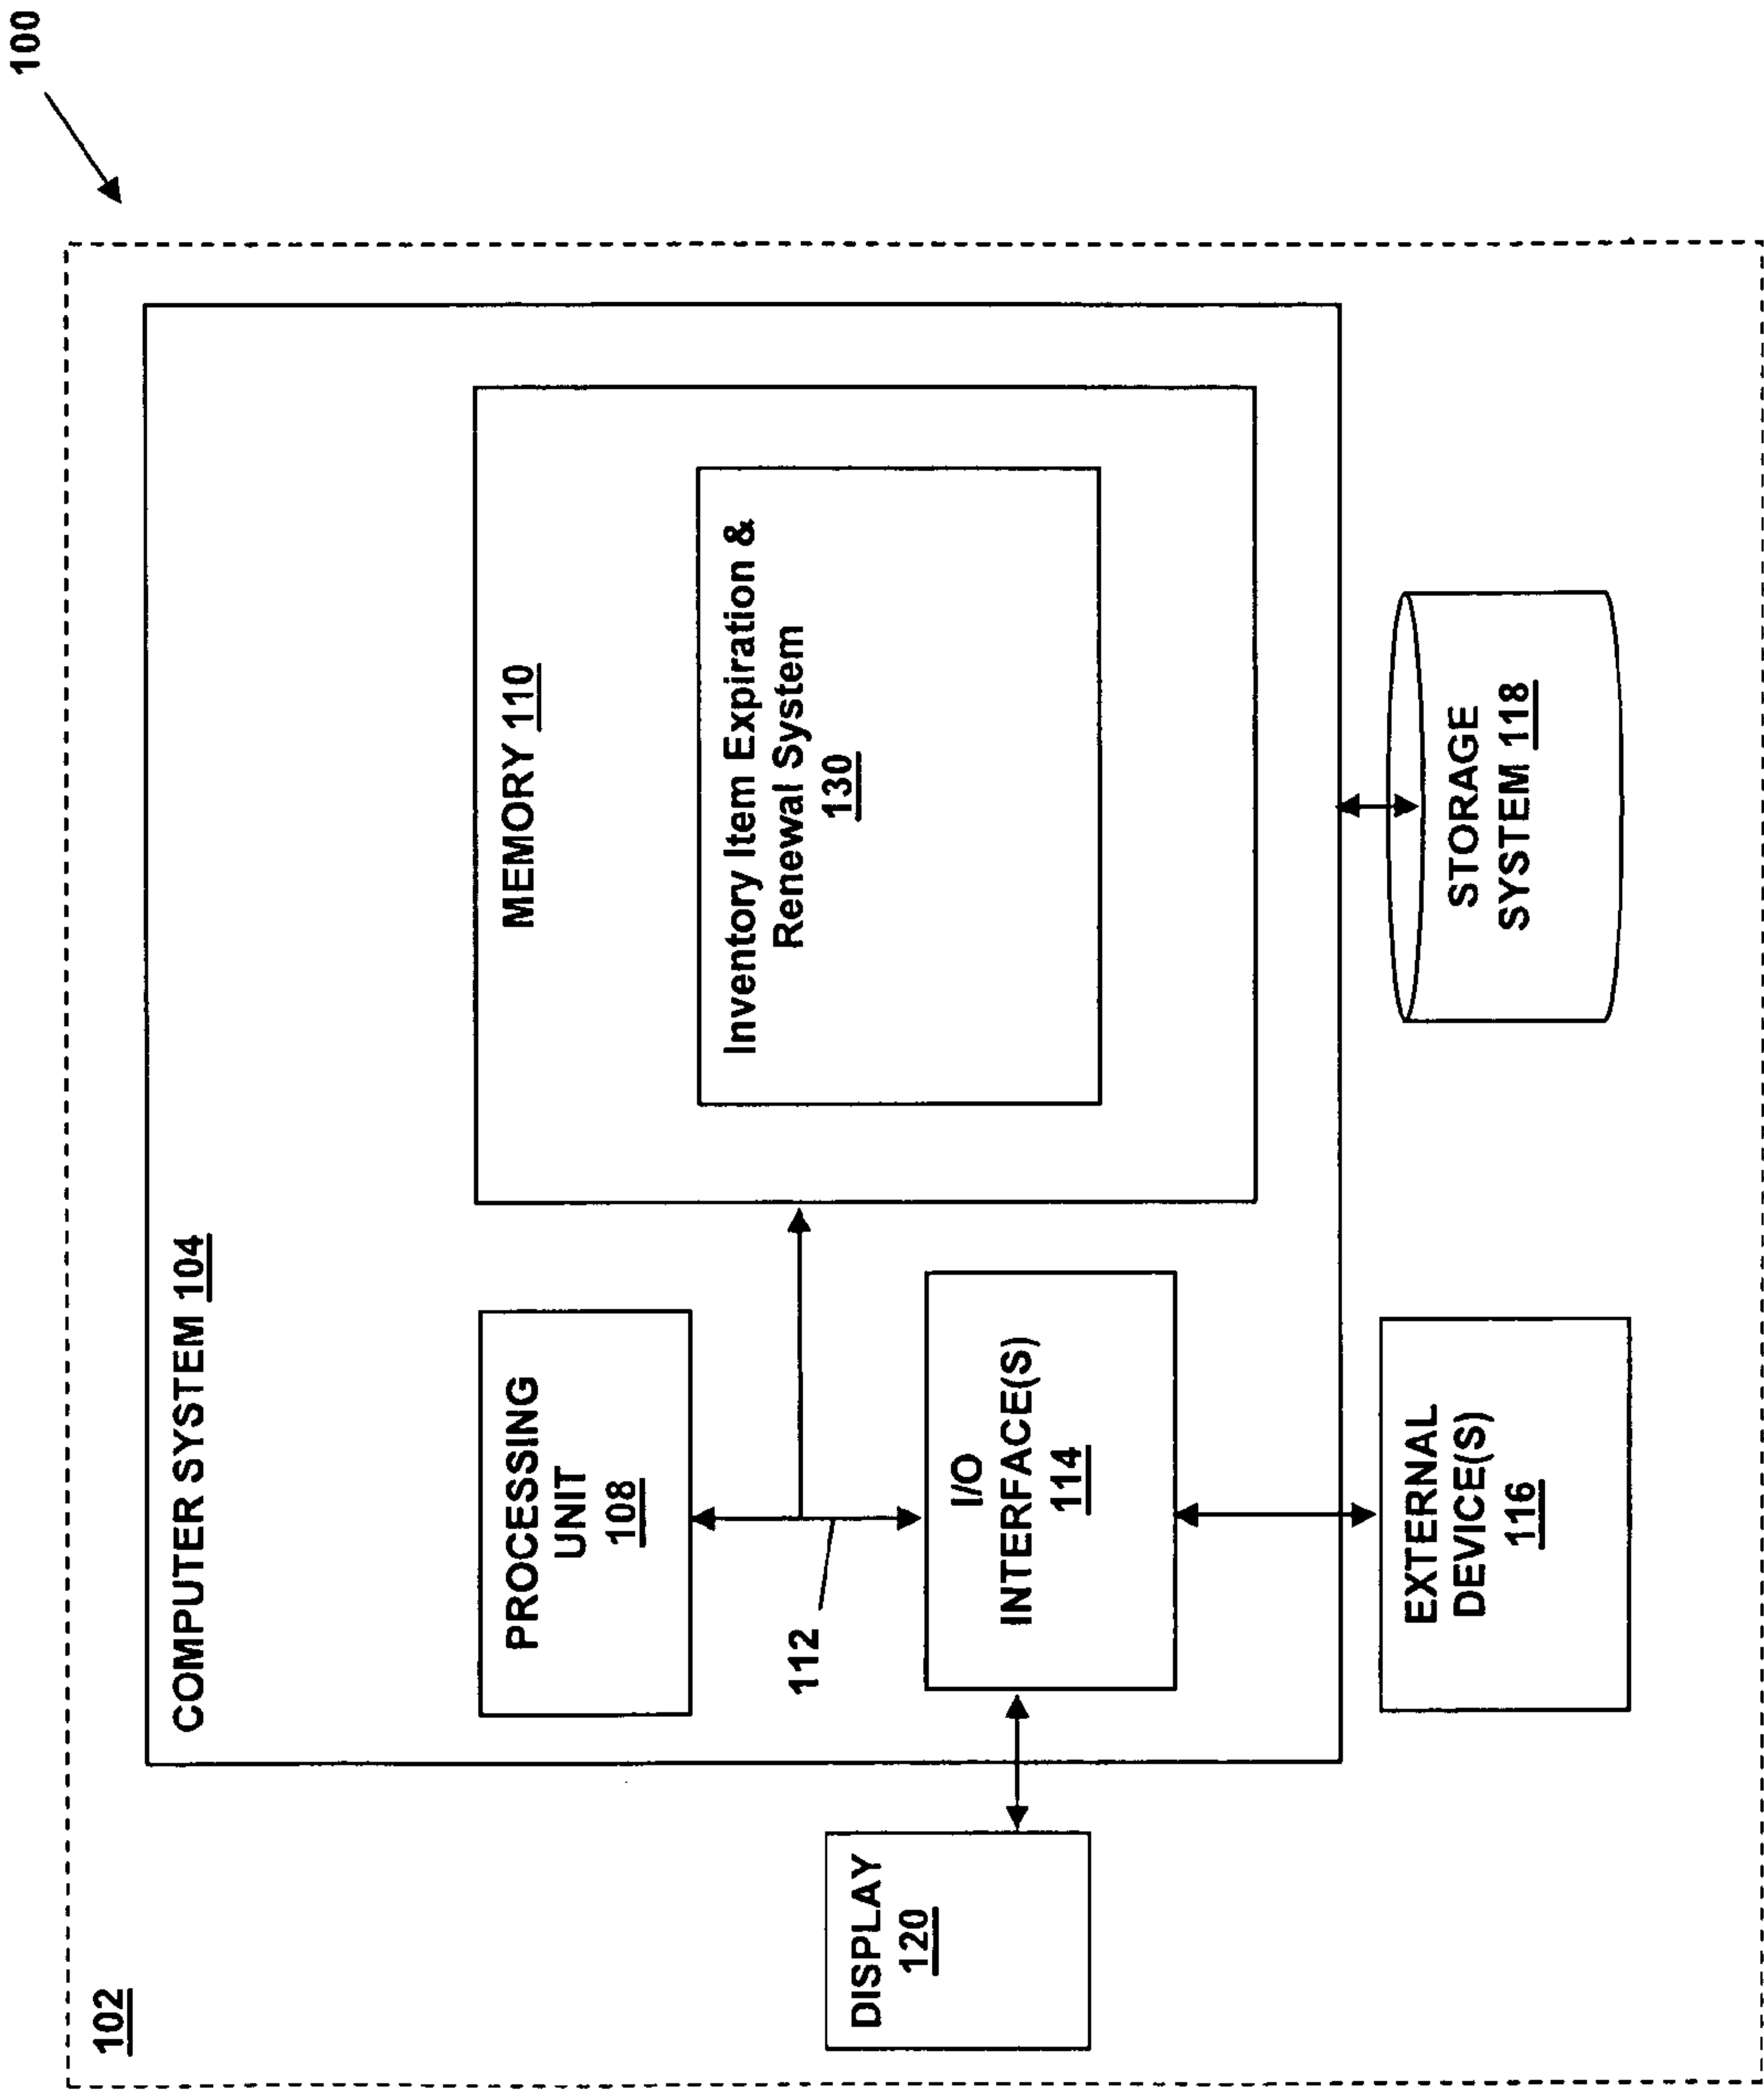 100
102
COMPUTER SYSTEM 104
PROCESSING
UNIT
108
MEMORY 110
Inventory Item Expiration &
Renewal System
130
112
DISPLAY
120
I/O
INTERFACE(S)
114
EXTERNAL
DEVICE(S)
116
STORAGE
SYSTEM 118